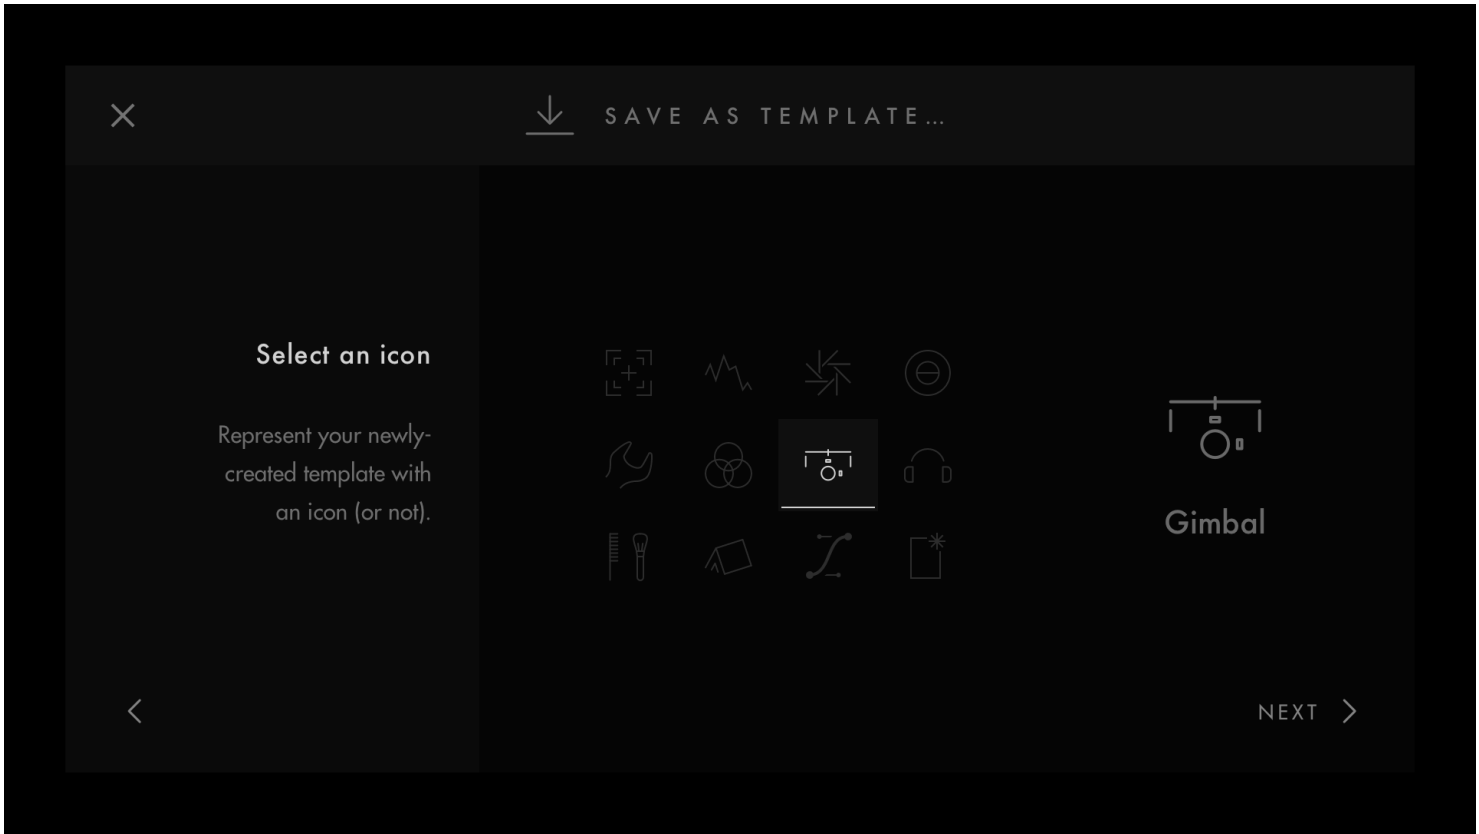 SAVE AS TEMPLATE...
Select an icon
Represent your newly-
created template with
an icon (or not).
Gimbal
NEXT